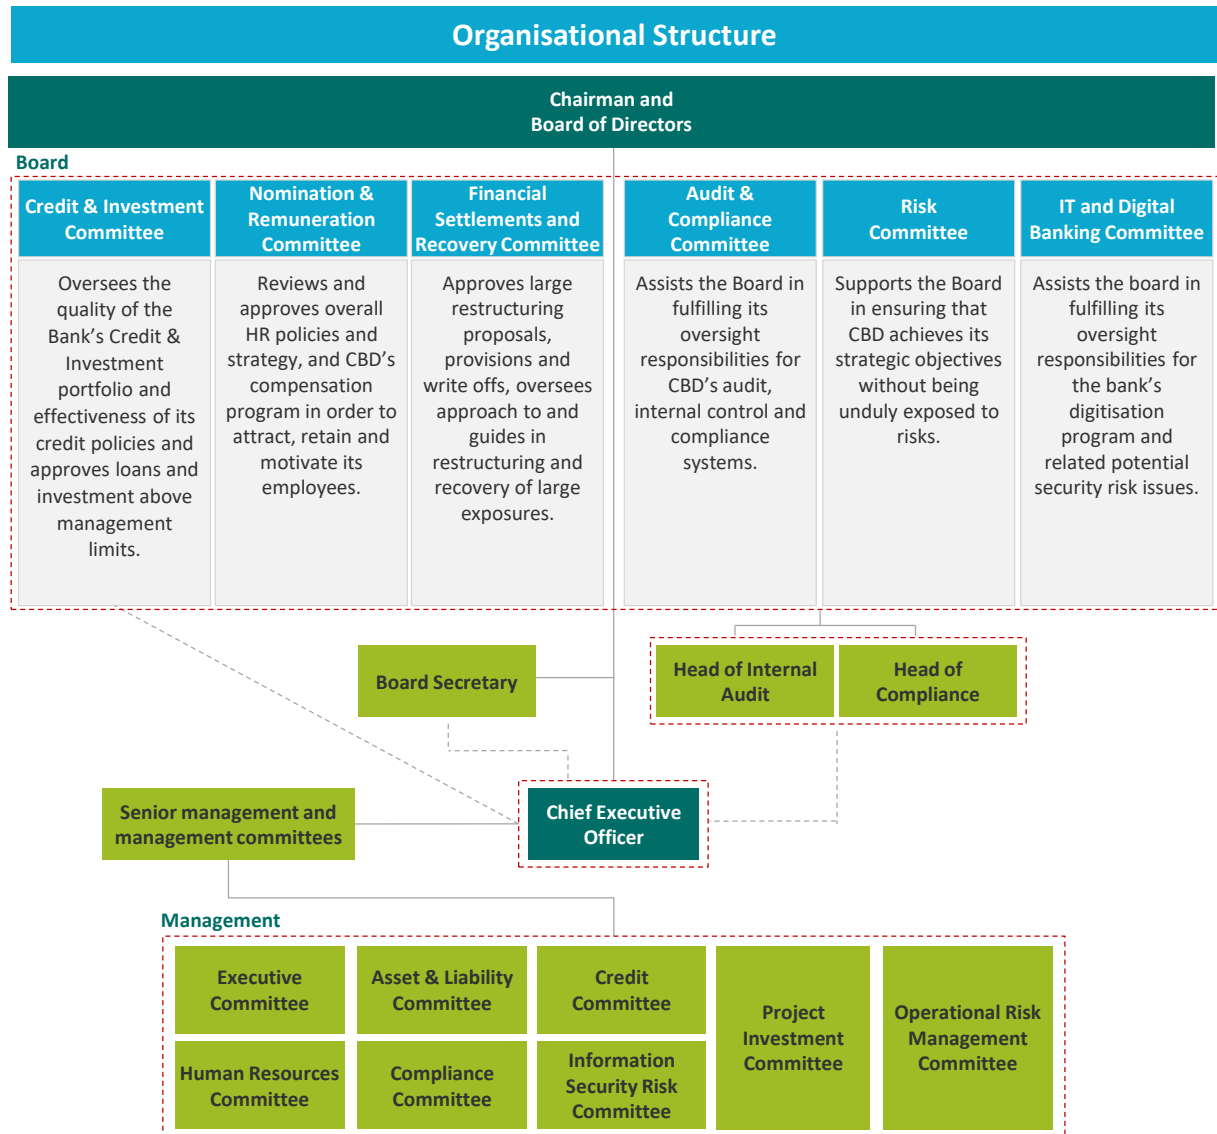 Organisational Structure
Chairman and
Board of Directors
Board
Credit & Investment
Committee
Oversees the
quality of the
Bank's Credit &
Investment
portfolio and
effectiveness of its
credit policies and
approves loans and
investment above
management
limits.
Nomination &
Remuneration
Committee
Reviews and
approves overall
HR policies and
strategy, and CBD's
compensation
program in order to
attract, retain and
motivate its
employees.
Financial
Settlements and
Recovery Committee
Approves large
restructuring
proposals,
provisions and
write offs, oversees
approach to and
guides in
restructuring and
recovery of large
exposures.
Audit &
Compliance
Committee
Assists the Board in
fulfilling its
oversight
responsibilities for
CBD's audit,
internal control and
compliance
systems.
Risk
Committee
Supports the Board
in ensuring that
CBD achieves its
strategic objectives
without being
unduly exposed to
risks.
IT and Digital
Banking Committee
Assists the board in
fulfilling its
oversight
responsibilities for
the bank's
digitisation
program and
related potential
security risk issues.
Board Secretary
Head of Internal
Audit
Head of
Compliance
Senior management and
management committees
Chief Executive
Officer
Management
Executive
Committee
Asset & Liability
Committee
Credit
Committee
Project
Investment
Committee
Operational Risk
Management
Committee
Human Resources
Committee
Compliance
Committee
Information
Security Risk
Committee